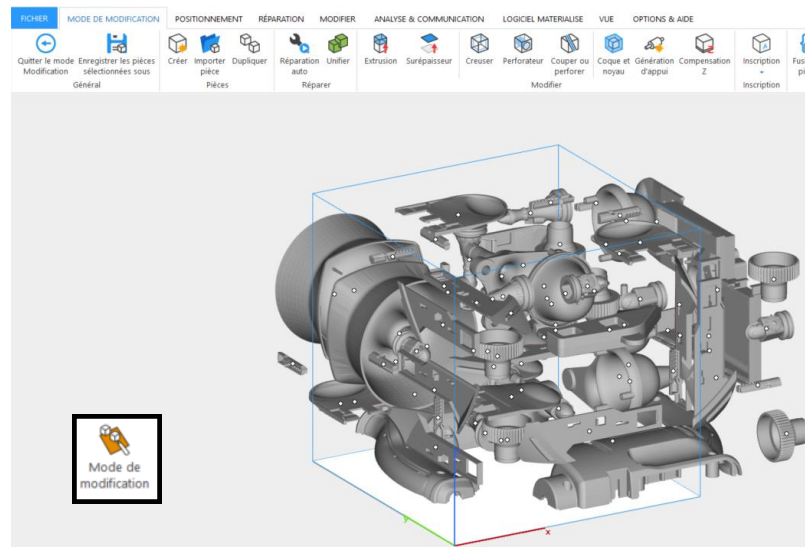 FICHIER MODE DE MODIFICATION POSITIONNEMENT RÉPARATION MODIFIER ANALYSE & COMMUNICATION LOGICIEL MATERIALISE VUE OPTIONS & AIDE
Quitter le mode Enregistrer les pièces Créer Importer Dupliquer Réparation Unifier Extrusion Surépaisseur Creuser Perforateur Couper ou Coque et Génération Compensation Inscription
Modification sélectionnées sous pièce auto perforer noyau d'appui Z
Général Pièces Réparer Modifier Inscription
y x
Mode de
modification